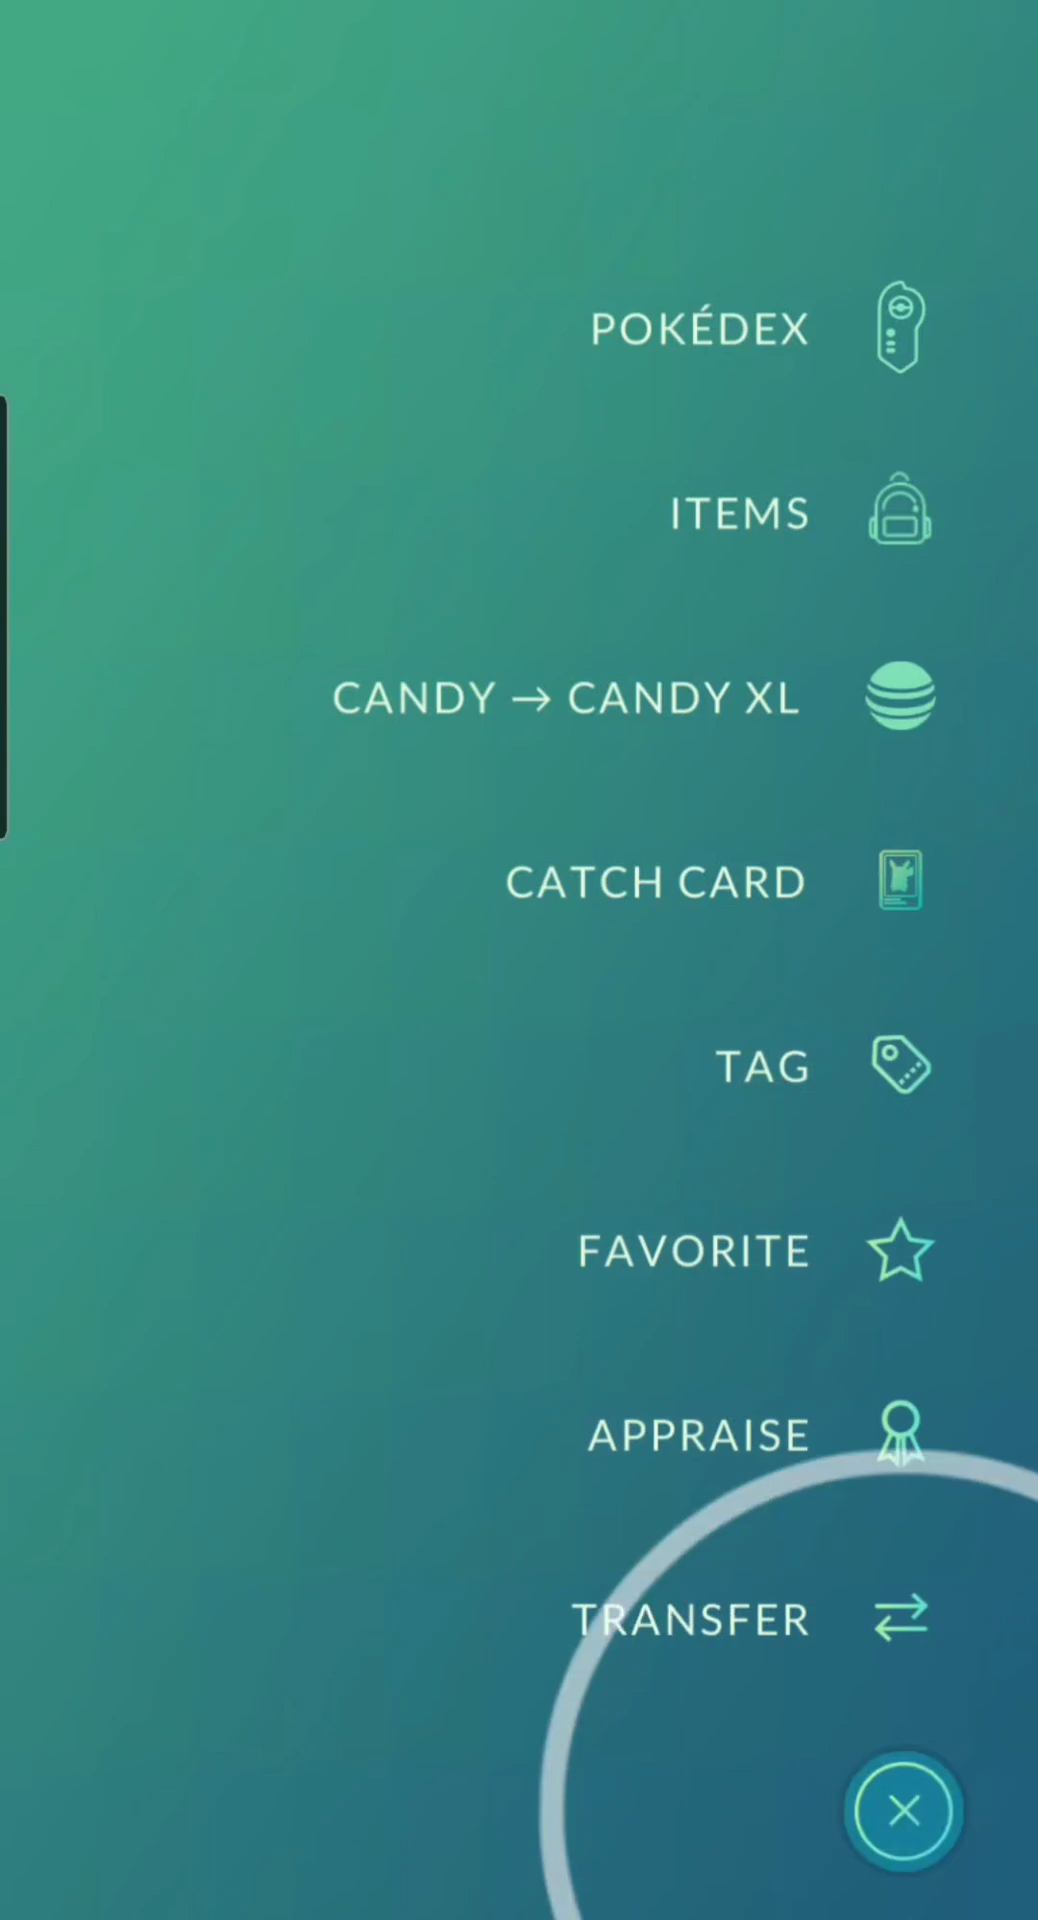 POKÉDEX
ITEMS
CANDY → CANDY XL
CATCH CARD
TAG
FAVORITE
APPRAISE
TRANSFER